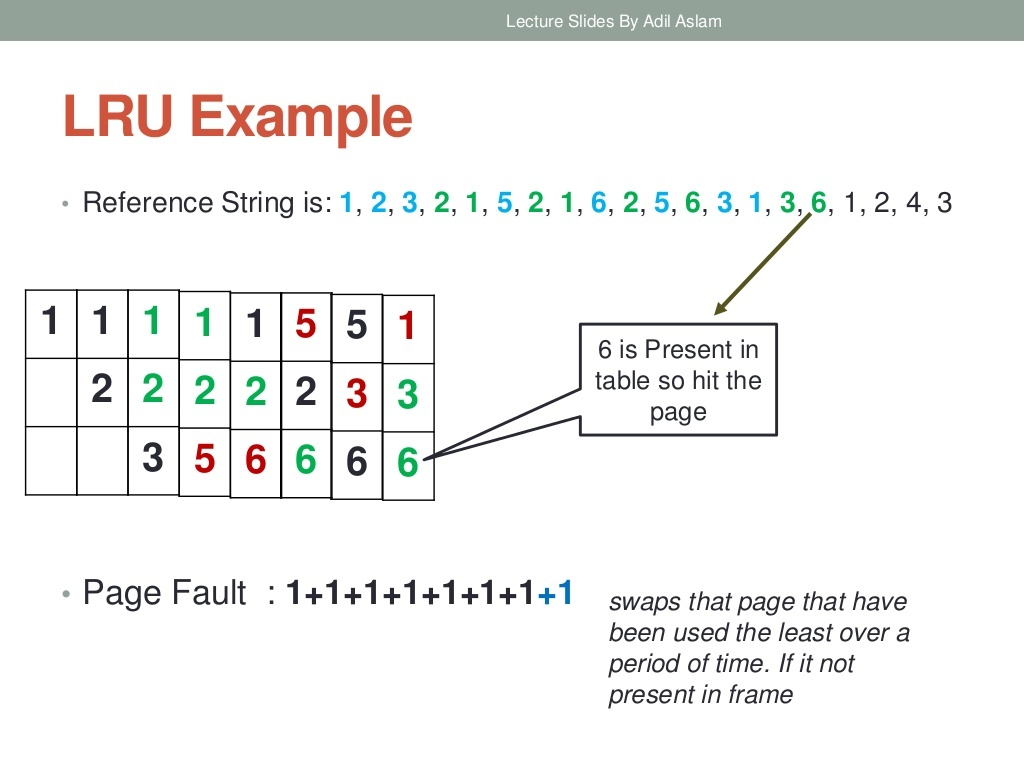 Lecture Slides By Adil Aslam
LRU Example
• Reference String is: 1, 2, 3, 2, 1, 5, 2, 1, 6, 2, 5, 6, 3, 1, 3, 6, 1, 2, 4, 3
1 1 1 1 1 5 5 1
2 2 2 2 2 3 3
3 5 6 6 6 6
6 is Present in
table so hit the
page
• Page Fault : 1+1+1+1+1+1+1+1
swaps that page that have
been used the least over a
period of time. If it not
present in frame